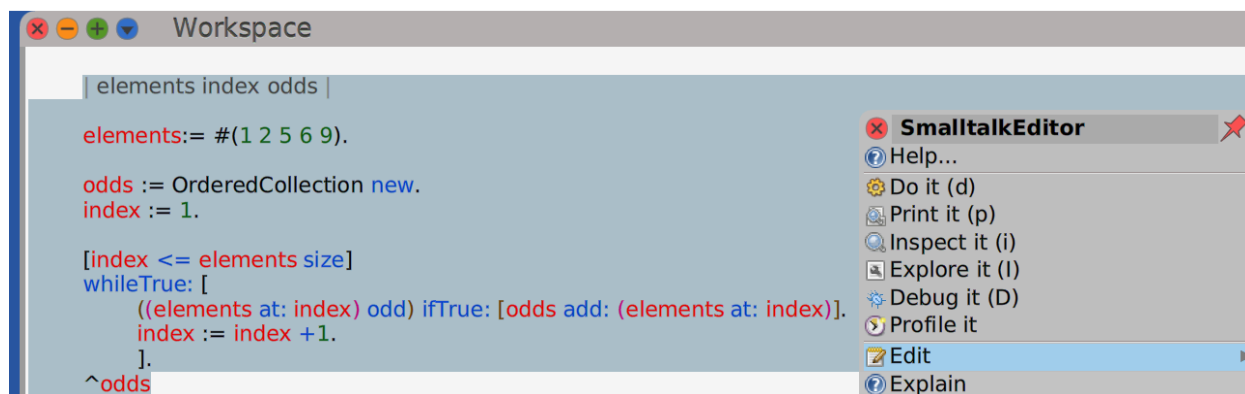 Workspace
| elements index odds |
elements:= #(1 2 5 6 9).
odds := OrderedCollection new.
index := 1.
[index <= elements size]
whileTrue: [
((elements at: index) odd) ifTrue: [odds add: (elements at: index)].
index := index +1.
].
^odds
SmalltalkEditor
Help...
Do it (d)
Print it (p)
Inspect it (i)
Explore it (I)
Debug it (D)
Profile it
Edit
Explain